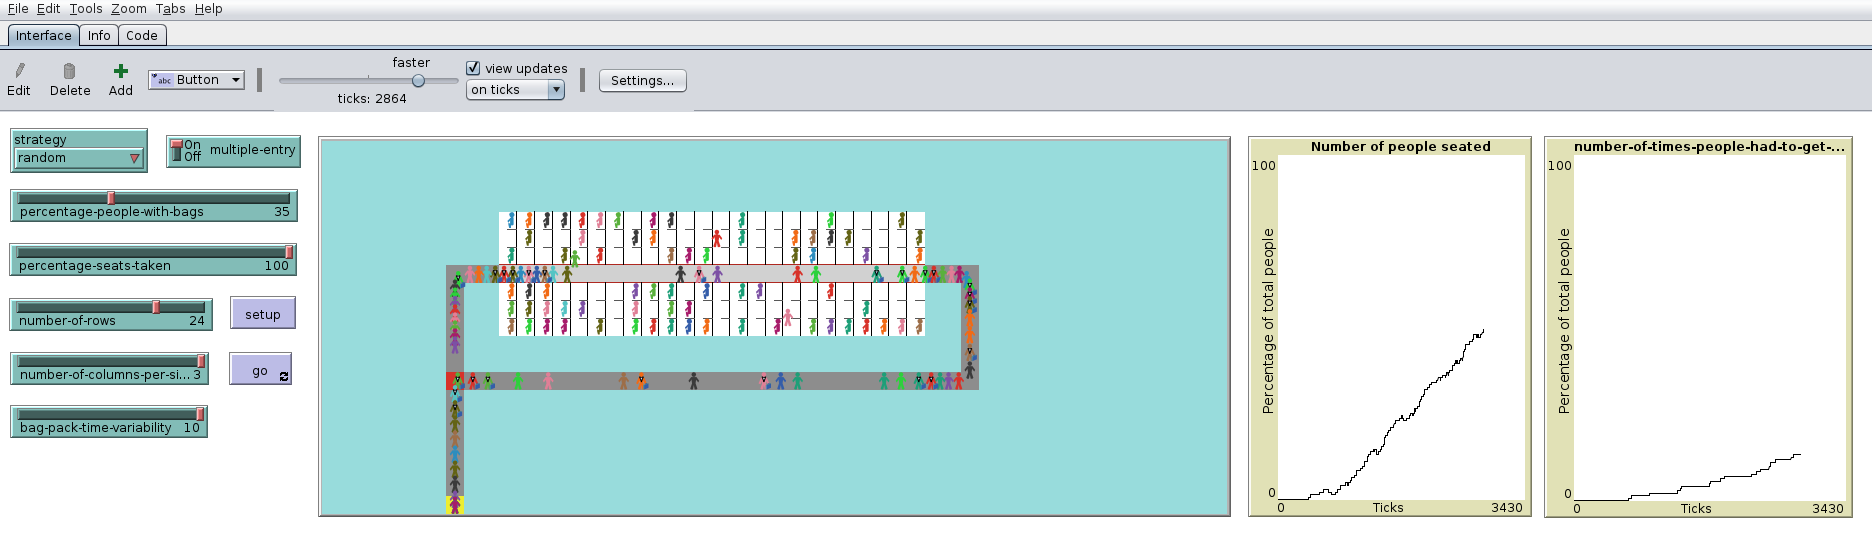 File Edit Tools Zoom Tabs Help
Interface Info Code
Edit Delete Add
abc Button
faster
ticks: 2864
view updates
on ticks
Settings...
strategy
random
On
Off
multiple-entry
percentage-people-with-bags 35
percentage-seats-taken 100
number-of-rows 24
setup
number-of-columns-per-si... 3
go
bag-pack-time-variability 10
Number of people seated
100
Percentage of total people
0
0 Ticks 3430
number-of-times-people-had-to-get-...
100
Percentage of total people
0
0 Ticks 3430